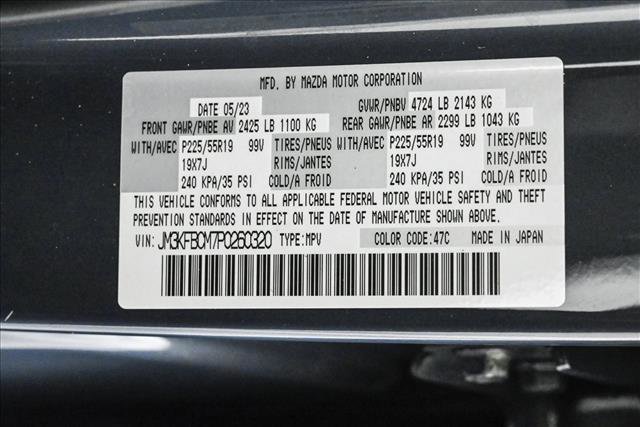 MFD. BY MAZDA MOTOR CORPORATION
DATE 05/23 GVWR/PNBV 4724 LB 2143 KG
FRONT GAWR/PNBE AV 2425 LB 1100 KG REAR GAWR/PNBE AR 2299 LB 1043 KG
WITH/AVEC P225/55R19 99V TIRES/PNEUS WITH/AVEC P225/55R19 99V TIRES/PNEUS
19X7J RIMS/JANTES 19X7J RIMS/JANTES
240 KPA/35 PSI COLD/A FROID 240 KPA/35 PSI COLD/A FROID
THIS VEHICLE CONFORMS TO ALL APPLICABLE FEDERAL MOTOR VEHICLE SAFETY AND THEFT
PREVENTION STANDARDS IN EFFECT ON THE DATE OF MANUFACTURE SHOWN ABOVE.
VIN: JM3KFBCM7P0260320 TYPE:MPV COLOR CODE:47C MADE IN JAPAN